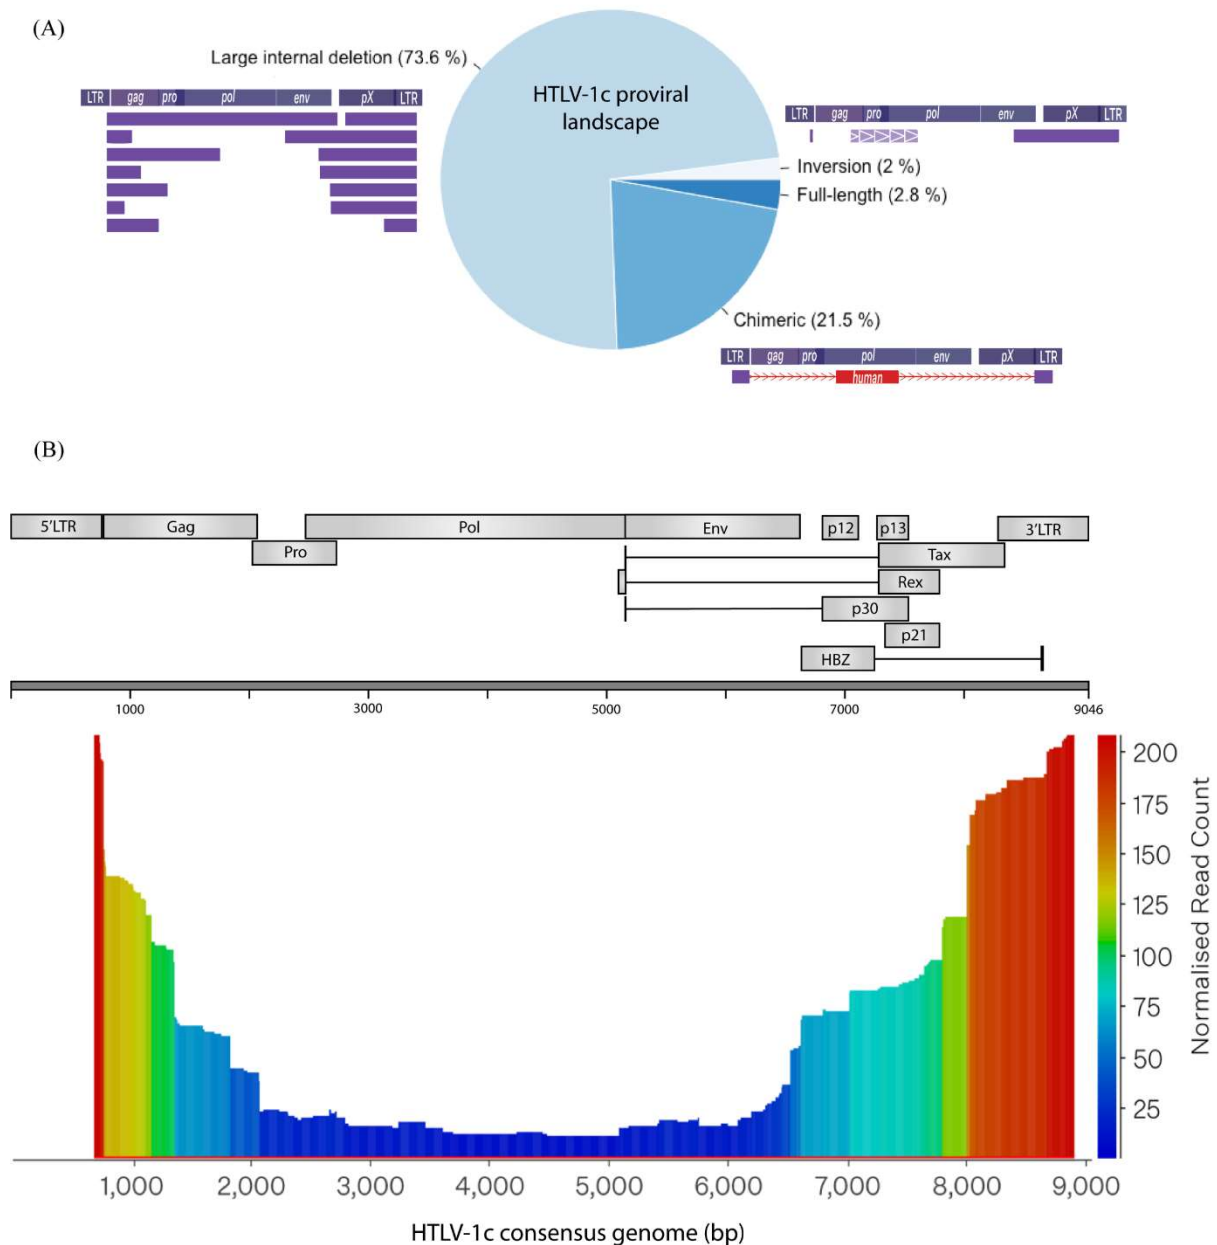 (A)
Large internal deletion (73.6 %)
HTLV-1c proviral
landscape
LTR gag pro pol env pX LTR
LTR gag pro pol env pX LTR
Inversion (2 %)
Full-length (2.8 %)
Chimeric (21.5 %)
LTR gag pro pol env pX LTR
human
(B)
5'LTR Gag Pol Env p12 p13 3'LTR
Pro Tax
Rex
p30
p21
HBZ
1000 3000 5000 7000 9046
200
175
150
125
100
75
50
25
Normalised Read Count
1,000 2,000 3,000 4,000 5,000 6,000 7,000 8,000 9,000
HTLV-1c consensus genome (bp)